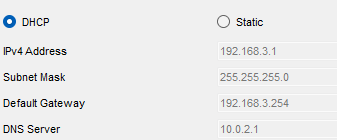 DHCP Static
IPv4 Address 192.168.3.1
Subnet Mask 255.255.255.0
Default Gateway 192.168.3.254
DNS Server 10.0.2.1